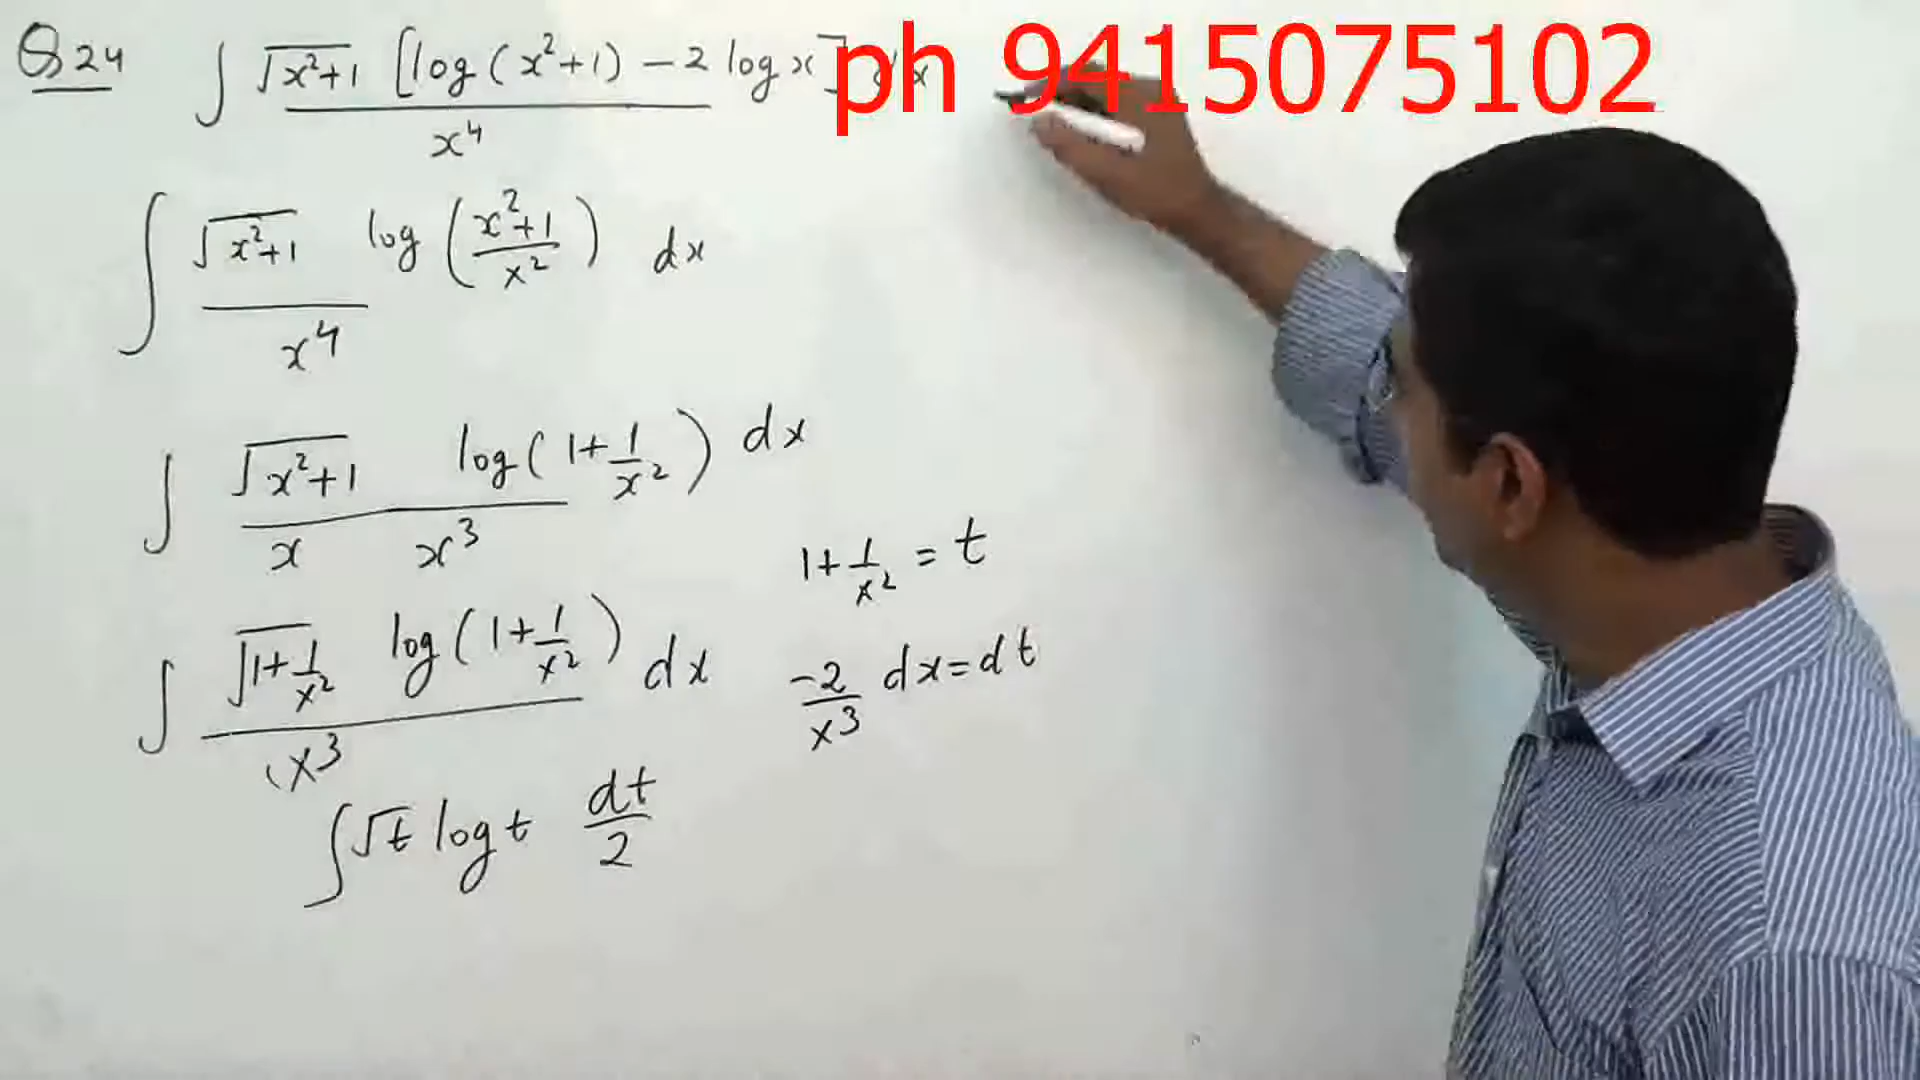 Q 24 ∫ √x²+1 [log(x²+1) – 2 log x] dx
x⁴
ph 9415075102
∫ √x²+1 log(x²+1/x²) dx
x⁴
∫ √x²+1 log(1+1/x²) dx
x x³
1+1/x² = t
∫ √1+1/x² log(1+1/x²) dx
x³
-2/x³ dx = dt
∫ √t log t dt/2